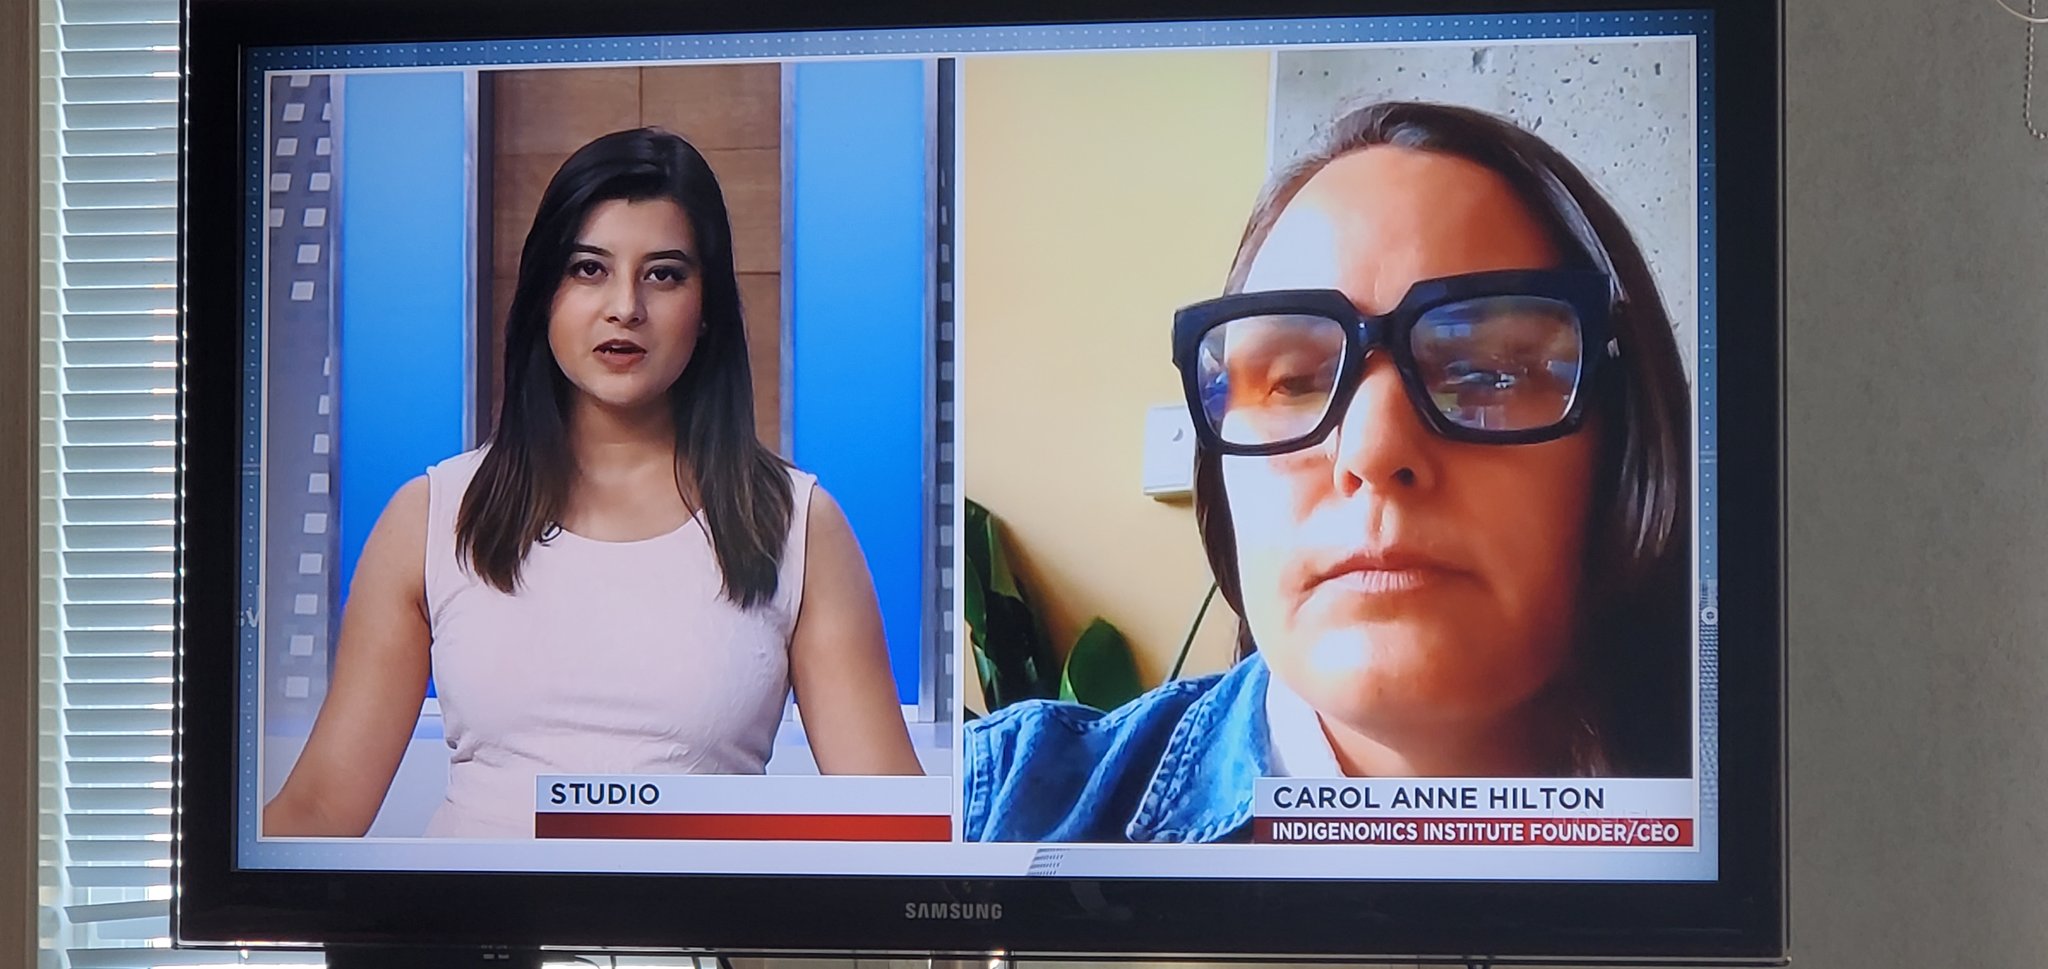 STUDIO
CAROL ANNE HILTON
INDIGENOMICS INSTITUTE FOUNDER/CEO
SAMSUNG